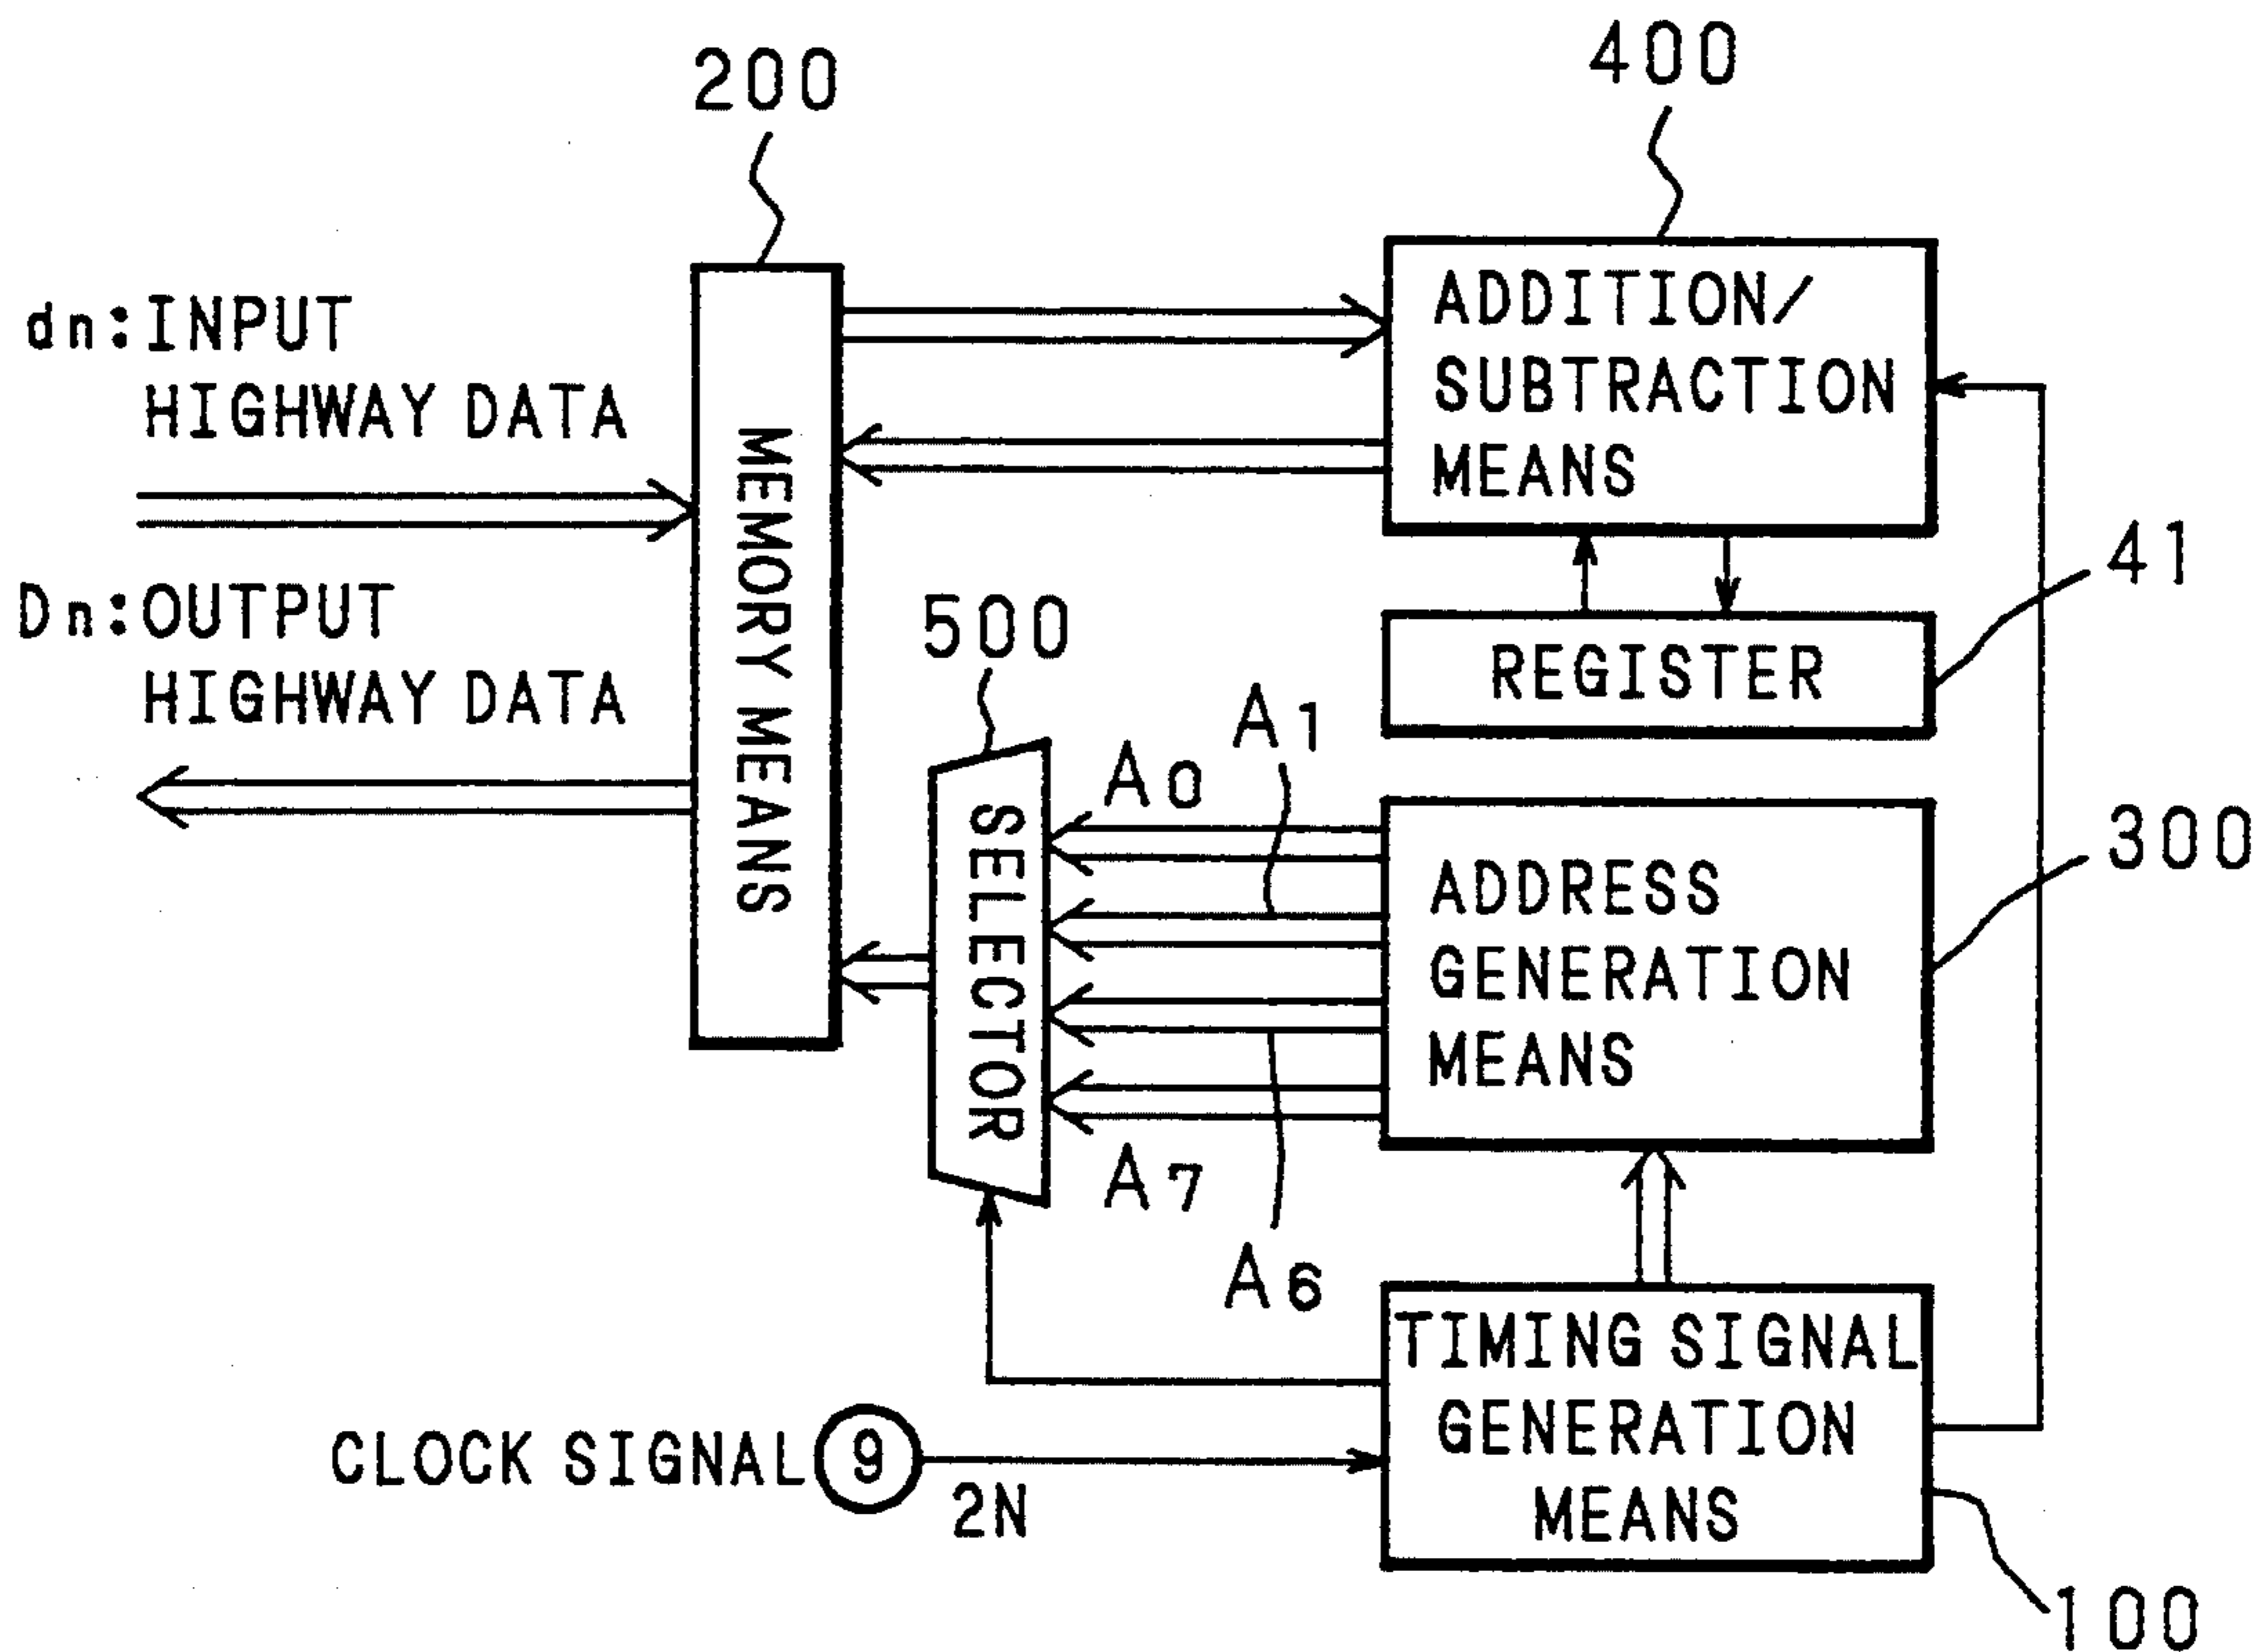 200
400
dn:INPUT
HIGHWAY DATA
ADDITION/
SUBTRACTION
MEANS
MEMORY MEANS
41
Dn:OUTPUT
HIGHWAY DATA
500
REGISTER
A1
A0
SELECTOR
300
ADDRESS
GENERATION
MEANS
A7
A6
TIMING SIGNAL
GENERATION
MEANS
CLOCK SIGNAL 9
2N
100